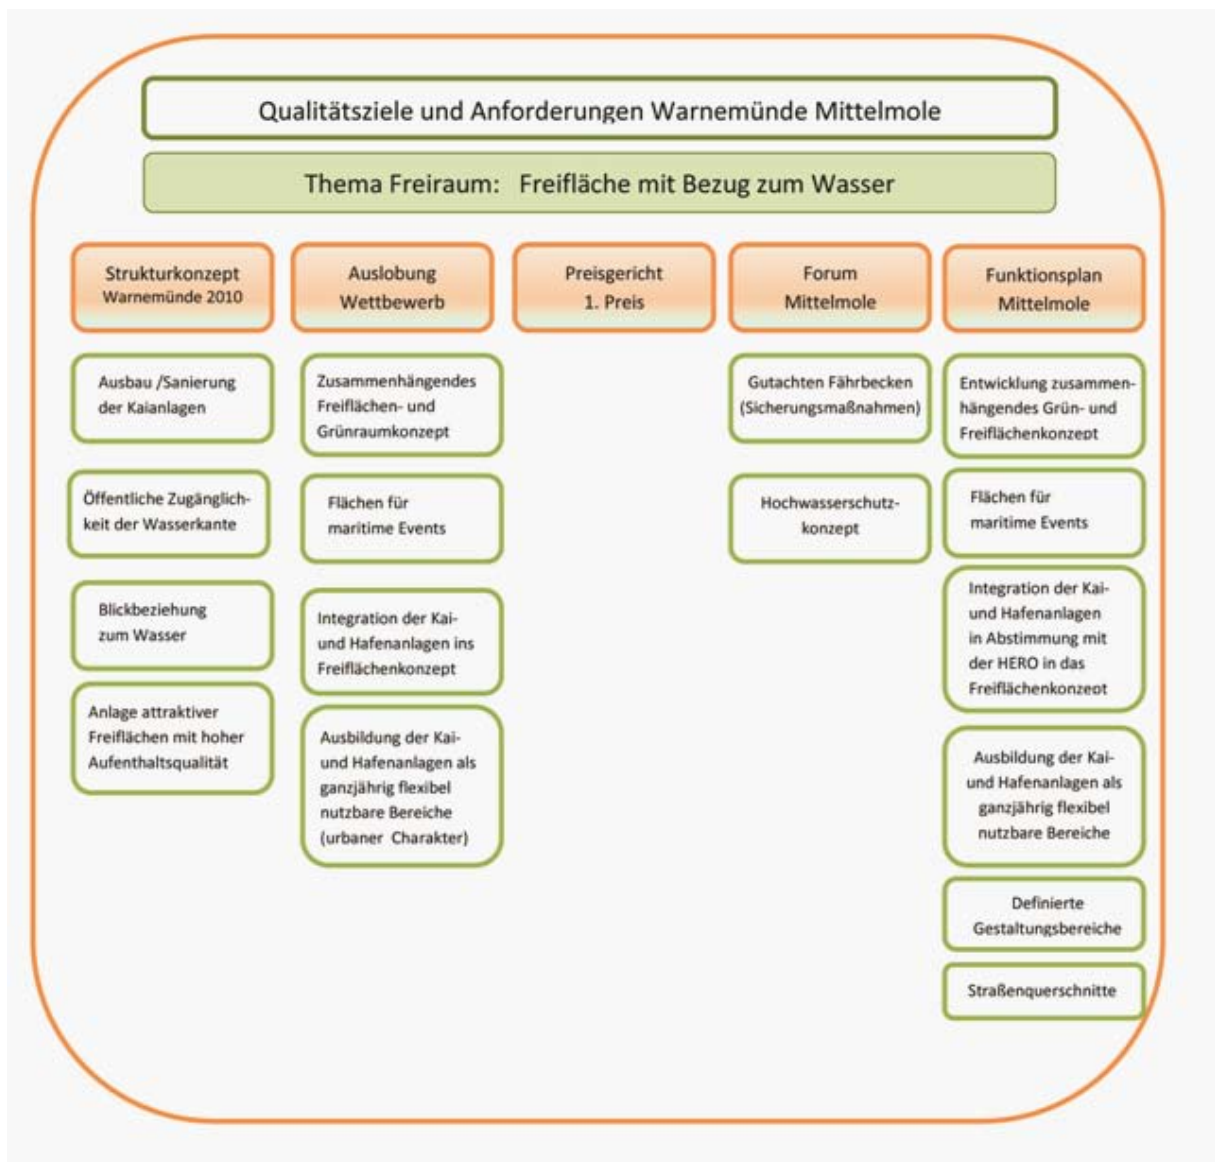 Qualitätsziele und Anforderungen Warnemünde Mittelmole
Thema Freiraum: Freifläche mit Bezug zum Wasser
Strukturkonzept
Warnemünde 2010
Ausbau /Sanierung
der Kaianlagen
Öffentliche Zugänglich-
keit der Wasserkante
Blickbeziehung
zum Wasser
Anlage attraktiver
Freiflächen mit hoher
Aufenthaltsqualität
Auslobung
Wettbewerb
Zusammenhängendes
Freiflächen- und
Grünraumkonzept
Flächen für
maritime Events
Integration der Kai-
und Hafenanlagen ins
Freiflächenkonzept
Ausbildung der Kai-
und Hafenanlagen als
ganzjährig flexibel
nutzbare Bereiche
(urbaner Charakter)
Preisgericht
1. Preis
Forum
Mittelmole
Gutachten Fährbecken
(Sicherungsmaßnahmen)
Hochwasserschutz-
konzept
Funktionsplan
Mittelmole
Entwicklung zusammen-
hängendes Grün- und
Freiflächenkonzept
Flächen für
maritime Events
Integration der Kai-
und Hafenanlagen
in Abstimmung mit
der HERO in das
Freiflächenkonzept
Ausbildung der Kai-
und Hafenanlagen als
ganzjährig flexibel
nutzbare Bereiche
Definierte
Gestaltungsbereiche
Straßenquerschnitte